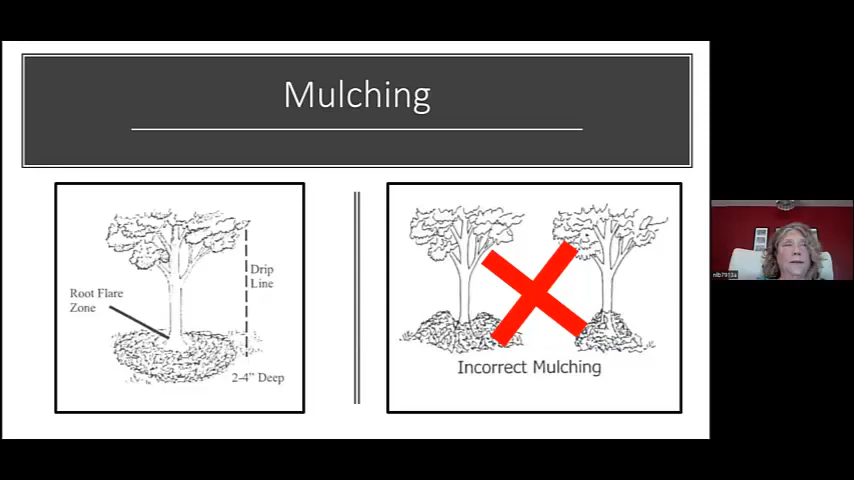 Mulching
Root Flare
Zone
Drip
Line
2-4" Deep
Incorrect Mulching